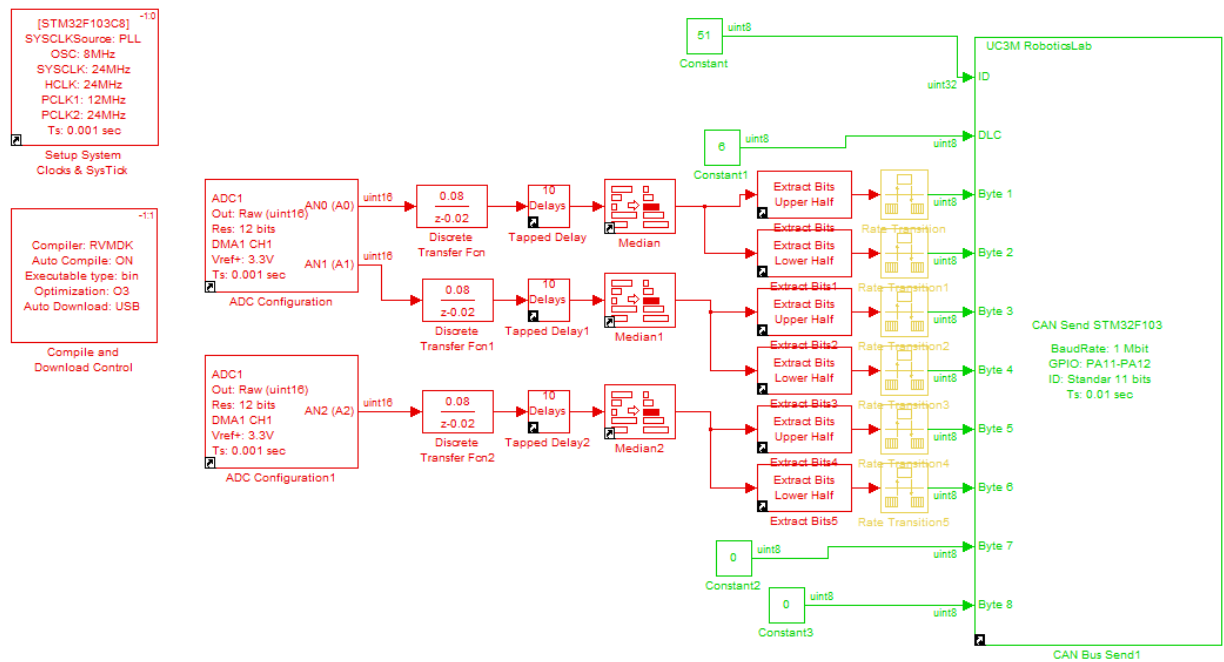 -1:0
[STM32F103C8]
SYSCLKSource: PLL
OSC: 8MHz
SYSCLK: 24MHz
HCLK: 24MHz
PCLK1: 12MHz
PCLK2: 24MHz
Ts: 0.001 sec
Setup System
Clocks & SysTick
-1:1
Compiler: RVMDK
Auto Compile: ON
Executable type: bin
Optimization: O3
Auto Download: USB
Compile and
Download Control
ADC1
Out: Raw (uint16)
Res: 12 bits
DMA1 CH1
Vref+: 3.3V
Ts: 0.001 sec
AN0 (A0)
AN1 (A1)
ADC Configuration
uint16
uint16
ADC1
Out: Raw (uint16)
Res: 12 bits
DMA1 CH1
Vref+: 3.3V
Ts: 0.001 sec
AN2 (A2)
ADC Configuration1
uint16
0.08
z-0.02
Discrete
Transfer Fcn
10
Delays
Tapped Delay
Median
0.08
z-0.02
Discrete
Transfer Fcn1
10
Delays
Tapped Delay1
Median1
0.08
z-0.02
Discrete
Transfer Fcn2
10
Delays
Tapped Delay2
Median2
51
Constant
uint8
6
Constant1
uint8
Extract Bits
Upper Half
Extract Bits
Rate Transition
Extract Bits
Lower Half
Extract Bits1
Rate Transition1
Extract Bits
Upper Half
Extract Bits2
Rate Transition2
Extract Bits
Lower Half
Extract Bits3
Rate Transition3
Extract Bits
Upper Half
Extract Bits4
Rate Transition4
Extract Bits
Lower Half
Extract Bits5
Rate Transition5
0
Constant2
uint8
0
Constant3
uint8
uint32
uint8
uint8
uint8
uint8
uint8
uint8
uint8
uint8
uint8
UC3M RoboticsLab
ID
DLC
Byte 1
Byte 2
Byte 3
Byte 4
Byte 5
Byte 6
Byte 7
Byte 8
CAN Send STM32F103
BaudRate: 1 Mbit
GPIO: PA11-PA12
ID: Standar 11 bits
Ts: 0.01 sec
CAN Bus Send1